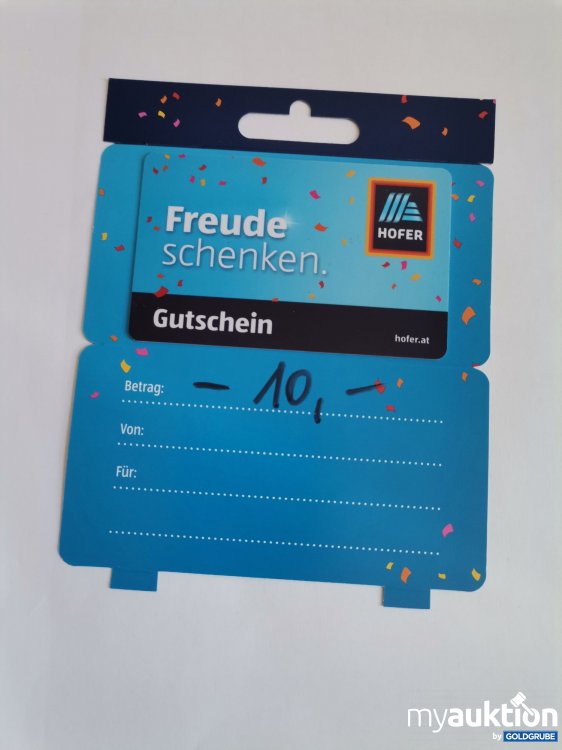 Freude
schenken.
HOFER
Gutschein
hofer.at
Betrag: – 10,–
Von:
Für:
myauktion
by GOLDGRUBE